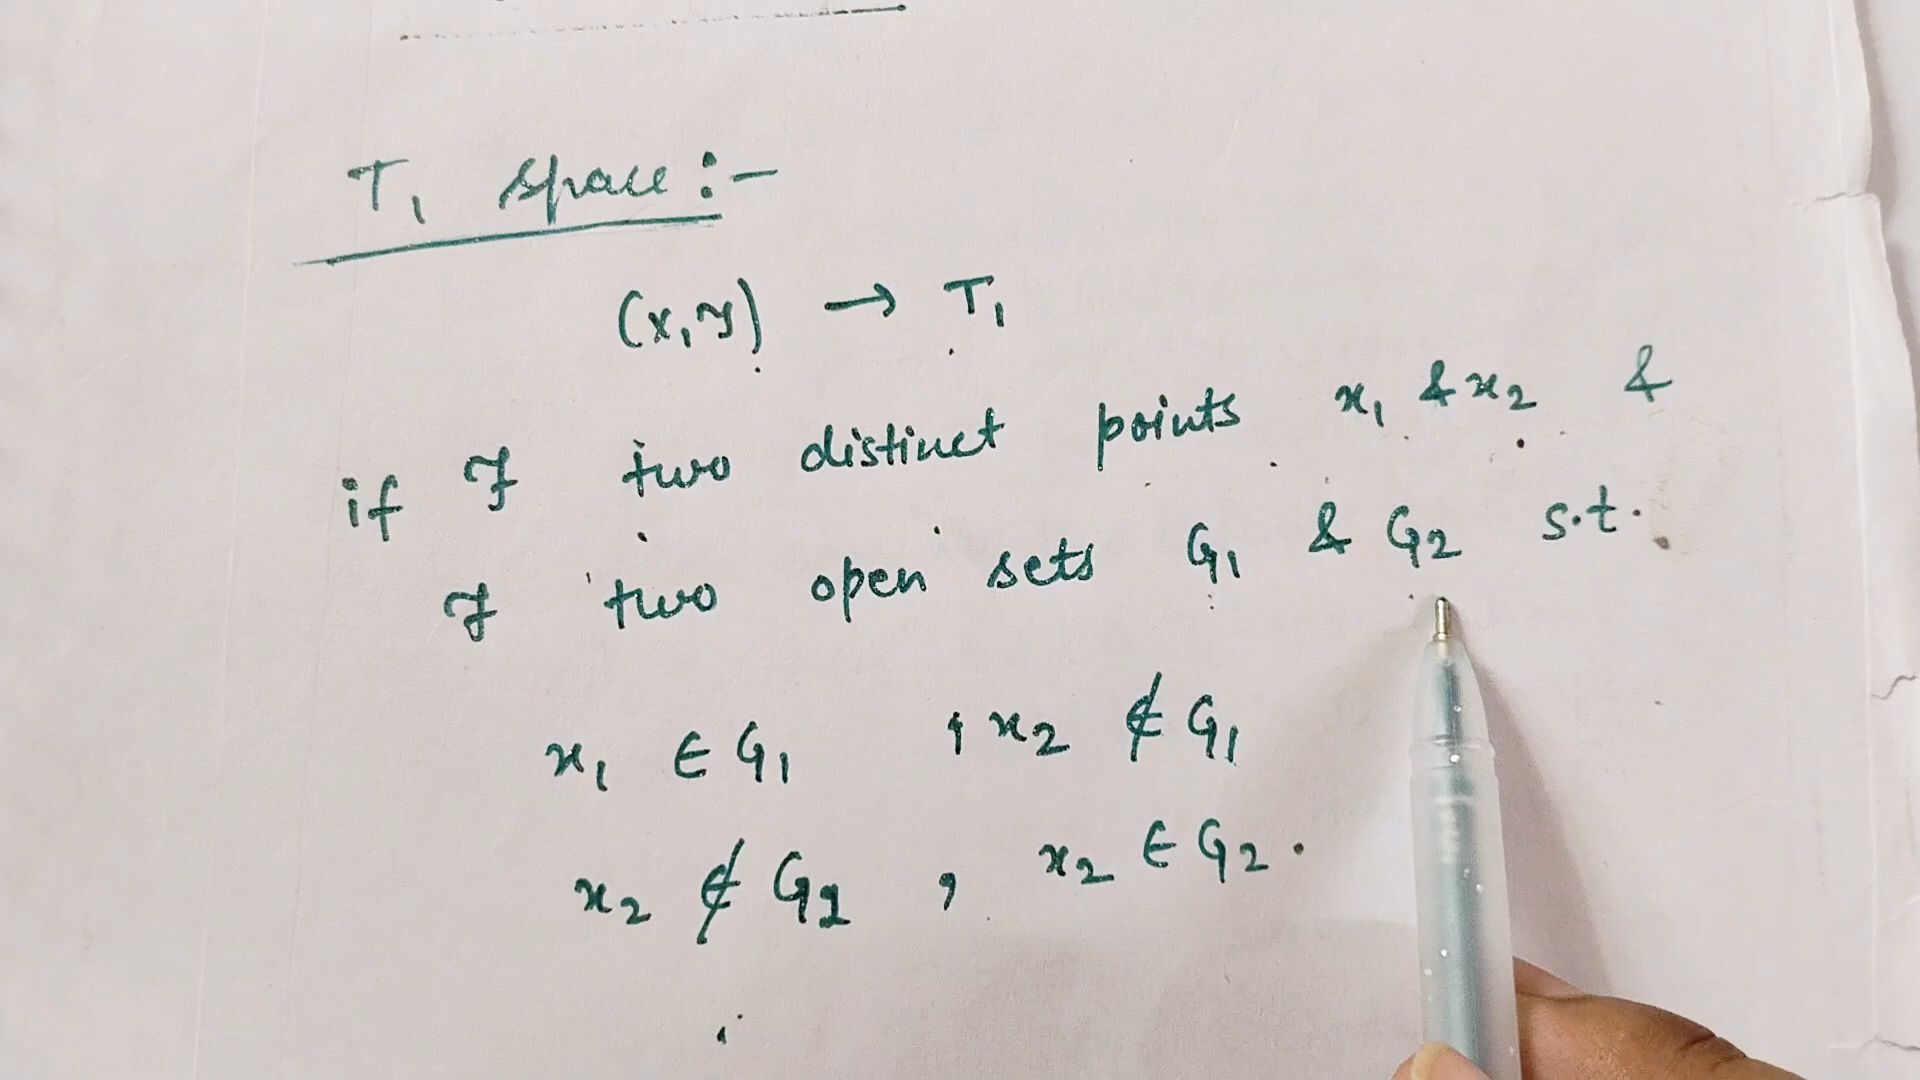 T₁ space:-
(X, ℑ) → T₁
if ∃ two distinct points x₁ & x₂ &
∃ two open sets G₁ & G₂ s.t.
x₁ ∈ G₁ , x₂ ∉ G₁
x₂ ∉ G₂ , x₂ ∈ G₂.